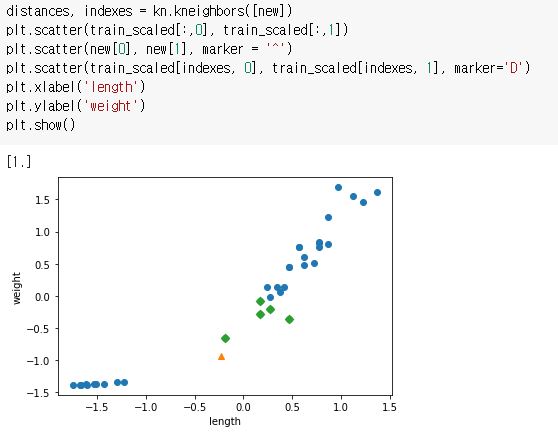 distances, indexes = kn.kneighbors([new])
plt.scatter(train_scaled[:,0], train_scaled[:,1])
plt.scatter(new[0], new[1], marker = '^')
plt.scatter(train_scaled[indexes, 0], train_scaled[indexes, 1], marker='D')
plt.xlabel('length')
plt.ylabel('weight')
plt.show()
[1.]
1.5
1.0
0.5
0.0
−0.5
−1.0
−1.5
weight
−1.5 −1.0 −0.5 0.0 0.5 1.0 1.5
length